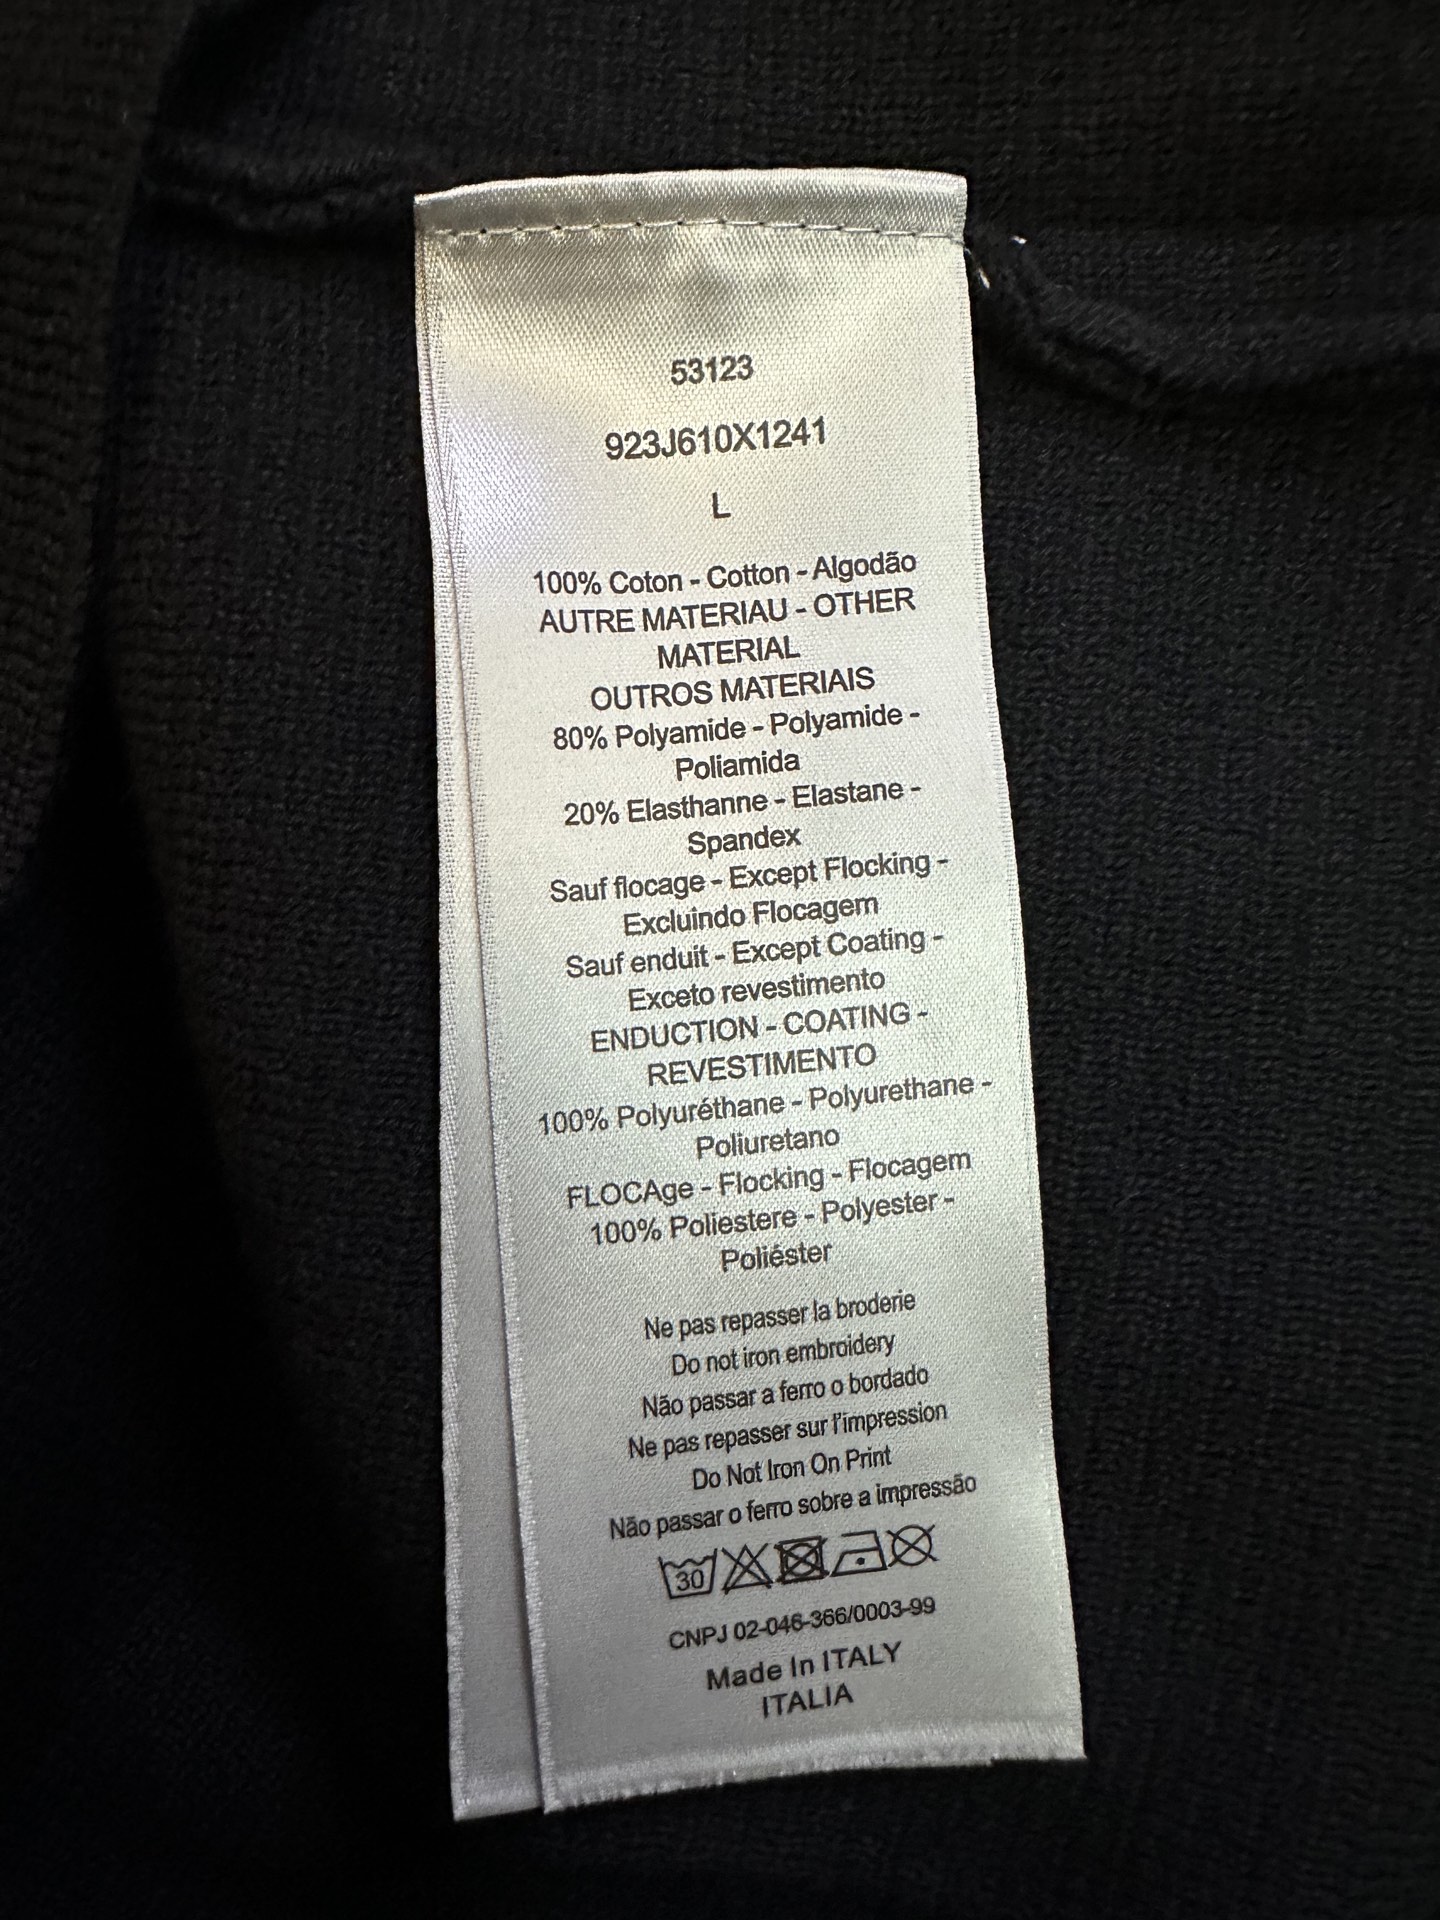 53123
923J610X1241
L
100% Coton - Cotton - Algodão
AUTRE MATERIAU - OTHER
MATERIAL
OUTROS MATERIAIS
80% Polyamide - Polyamide -
Poliamida
20% Elasthanne - Elastane -
Spandex
Sauf flocage - Except Flocking -
Excluindo Flocagem
Sauf enduit - Except Coating -
Exceto revestimento
ENDUCTION - COATING -
REVESTIMENTO
100% Polyuréthane - Polyurethane -
Poliuretano
FLOCAge - Flocking - Flocagem
100% Poliestere - Polyester -
Poliéster
Ne pas repasser la broderie
Do not iron embroidery
Não passar a ferro o bordado
Ne pas repasser sur l'impression
Do Not Iron On Print
Não passar o ferro sobre a impressão
30
CNPJ 02-046-366/0003-99
Made In ITALY
ITALIA